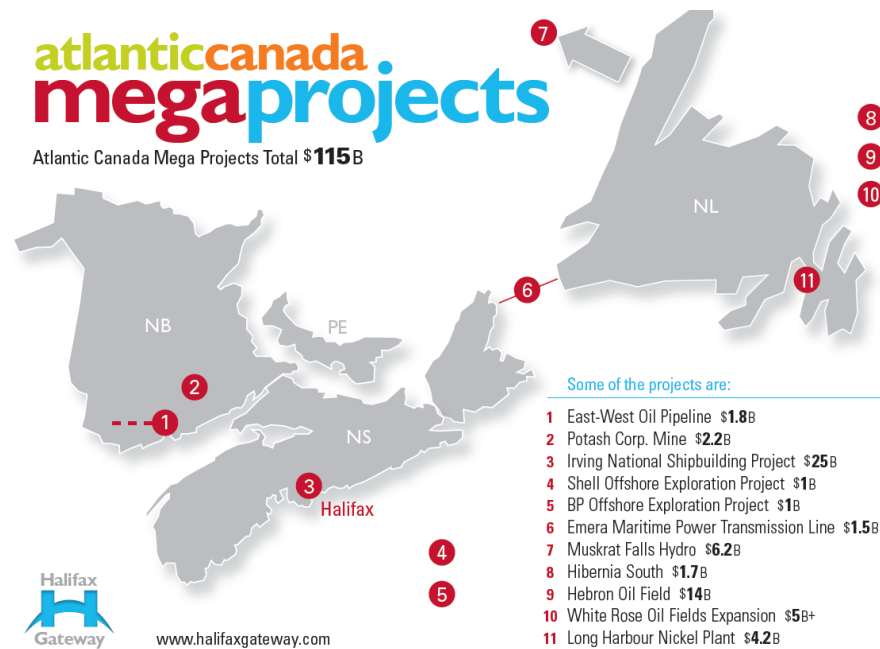 atlanticcanada
megaprojects
Atlantic Canada Mega Projects Total $115B
7
8
9
10
NL
11
6
NB
PE
2
1
NS
3
Halifax
4
5
Some of the projects are:
1 East-West Oil Pipeline $1.8B
2 Potash Corp. Mine $2.2B
3 Irving National Shipbuilding Project $25B
4 Shell Offshore Exploration Project $1B
5 BP Offshore Exploration Project $1B
6 Emera Maritime Power Transmission Line $1.5B
7 Muskrat Falls Hydro $6.2B
8 Hibernia South $1.7B
9 Hebron Oil Field $14B
10 White Rose Oil Fields Expansion $5B+
11 Long Harbour Nickel Plant $4.2B
Halifax
H
Gateway
www.halifaxgateway.com